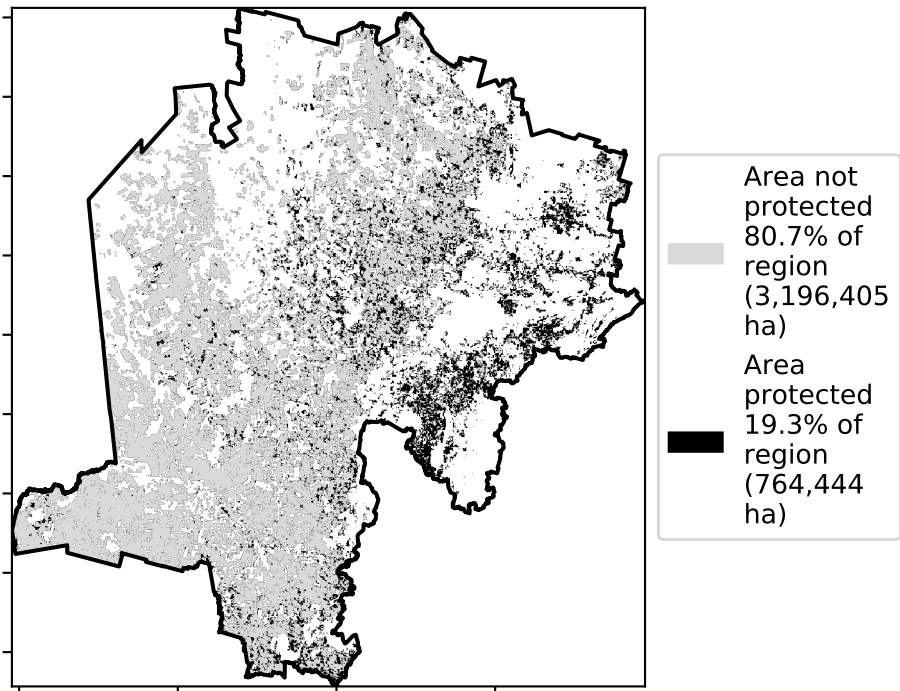 Area not
protected
80.7% of
region
(3,196,405
ha)
Area
protected
19.3% of
region
(764,444
ha)